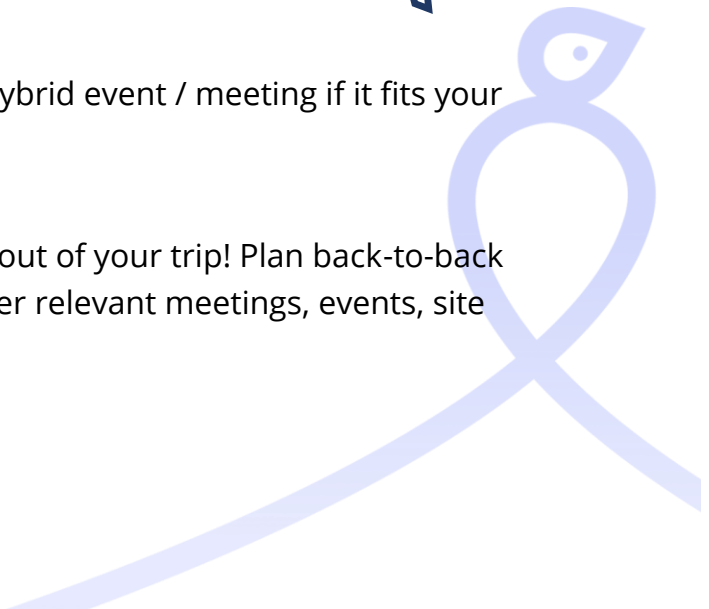 ybrid event / meeting if it fits your
out of your trip! Plan back-to-back
er relevant meetings, events, site